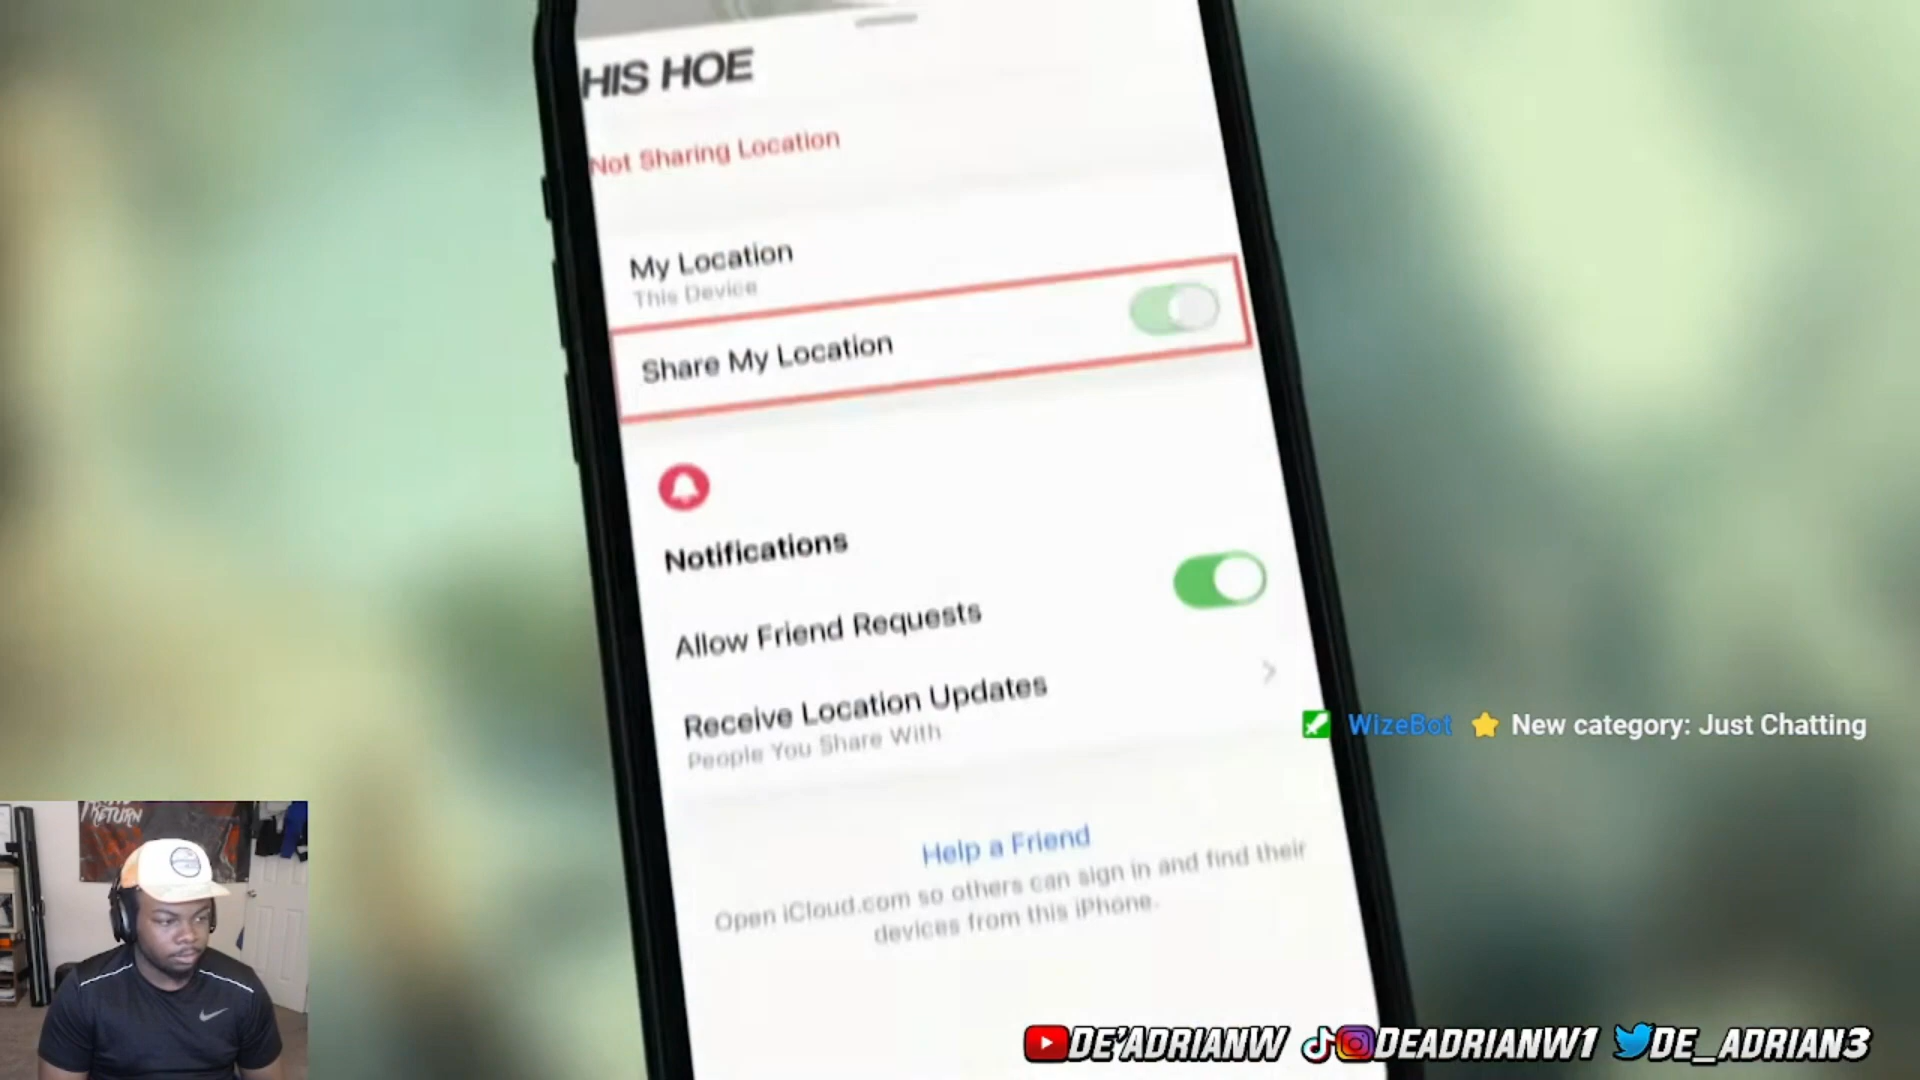 HIS HOE
Not Sharing Location
My Location
This Device
Share My Location
Notifications
Allow Friend Requests
Receive Location Updates
People You Share With
WizeBot New category: Just Chatting
Help a Friend
Open iCloud.com so others can sign in and find their
devices from this iPhone.
RETURN
DE'ADRIANW DEADRIANW1 DE_ADRIAN3